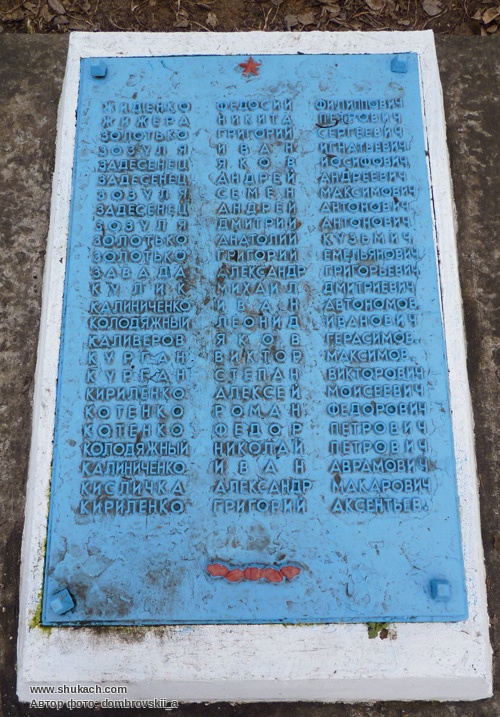 ЖИДЕНКО ФЕДОСИЙ ФИЛИППОВИЧ
ЖИЖЕРА НИКИТА ПЕТРОВИЧ
ЗОЛОТЬКО ГРИГОРИЙ СЕРГЕЕВИЧ
ЗОЗУЛЯ ИВАН ИГНАТЬЕВИЧ
ЗАДЕСЕНЕЦ ЯКОВ ИОСИФОВИЧ
ЗАДЕСЕНЕЦ АНДРЕЙ АНДРЕЕВИЧ
ЗОЗУЛЯ СЕМЁН МАКСИМОВИЧ
ЗАДЕСЕНЕЦ АНДРЕЙ АНТОНОВИЧ
ЗОЗУЛЯ ДМИТРИЙ АНТОНОВИЧ
ЗОЛОТЬКО АНАТОЛИЙ КУЗЬМИЧ
ЗОЛОТЬКО ГРИГОРИЙ ЕМЕЛЬЯНОВИЧ
ЗАВАДА АЛЕКСАНДР ГРИГОРЬЕВИЧ
КУЛИК МИХАИЛ ДМИТРИЕВИЧ
КАЛИНИЧЕНКО ИВАН АВТОНОМОВ.
КОЛОДЯЖНЫЙ ЛЕОНИД ИВАНОВИЧ
КАЛИВЕРОВ ЯКОВ ГЕРАСИМОВ.
КУРГАН ВИКТОР МАКСИМОВ.
КУРГАН СТЕПАН ВИКТОРОВИЧ
КИРИЛЕНКО АЛЕКСЕЙ МОИСЕЕВИЧ
КОТЕНКО РОМАН ФЕДОРОВИЧ
КОТЕНКО ФЕДОР ПЕТРОВИЧ
КОЛОДЯЖНЫЙ НИКОЛАЙ ПЕТРОВИЧ
КАЛИНИЧЕНКО ИВАН АВРАМОВИЧ
КИСЛИЧКА АЛЕКСАНДР МАКАРОВИЧ
КИРИЛЕНКО ГРИГОРИЙ АКСЕНТЬЕВ.
www.shukach.com
Автор фото: dombrovskii_a